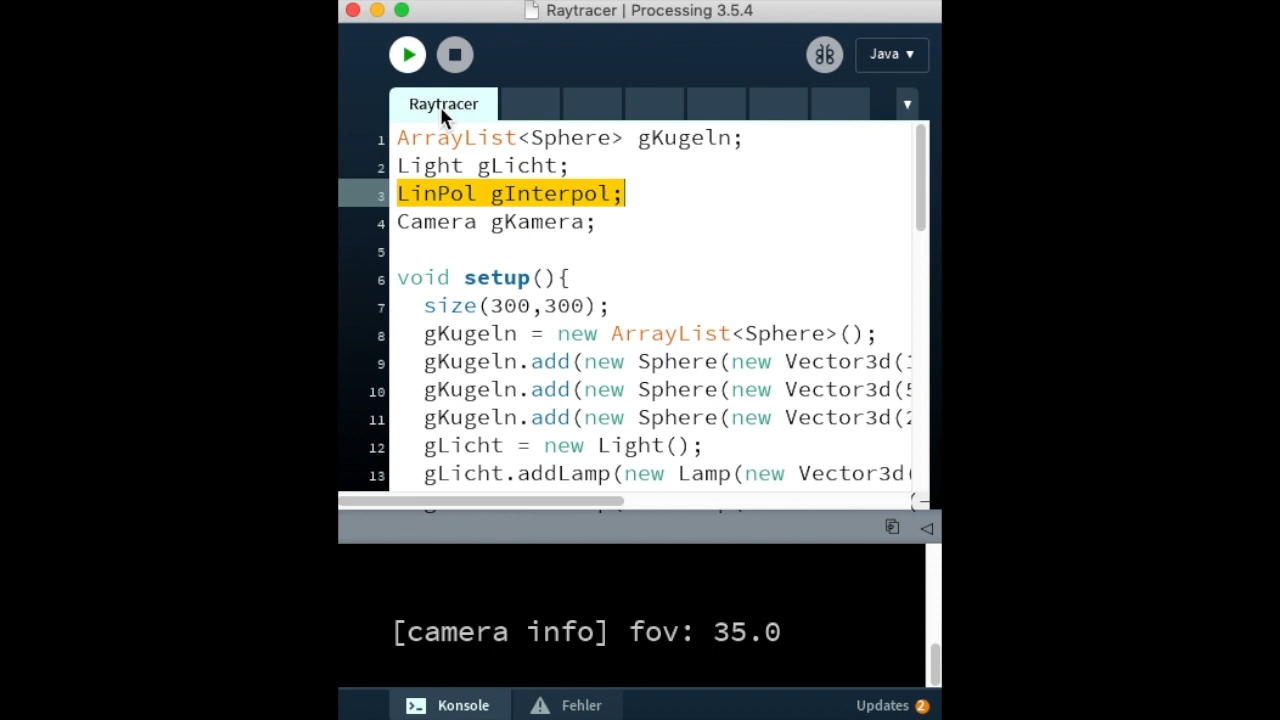 Raytracer | Processing 3.5.4
Java ▾
Raytracer
1 ArrayList<Sphere> gKugeln;
2 Light gLicht;
3 LinPol gInterpol;
4 Camera gKamera;
5
6 void setup(){
7 size(300,300);
8 gKugeln = new ArrayList<Sphere>();
9 gKugeln.add(new Sphere(new Vector3d(
10 gKugeln.add(new Sphere(new Vector3d(5
11 gKugeln.add(new Sphere(new Vector3d(2
12 gLicht = new Light();
13 gLicht.addLamp(new Lamp(new Vector3d(
[camera info] fov: 35.0
Konsole Fehler Updates 2